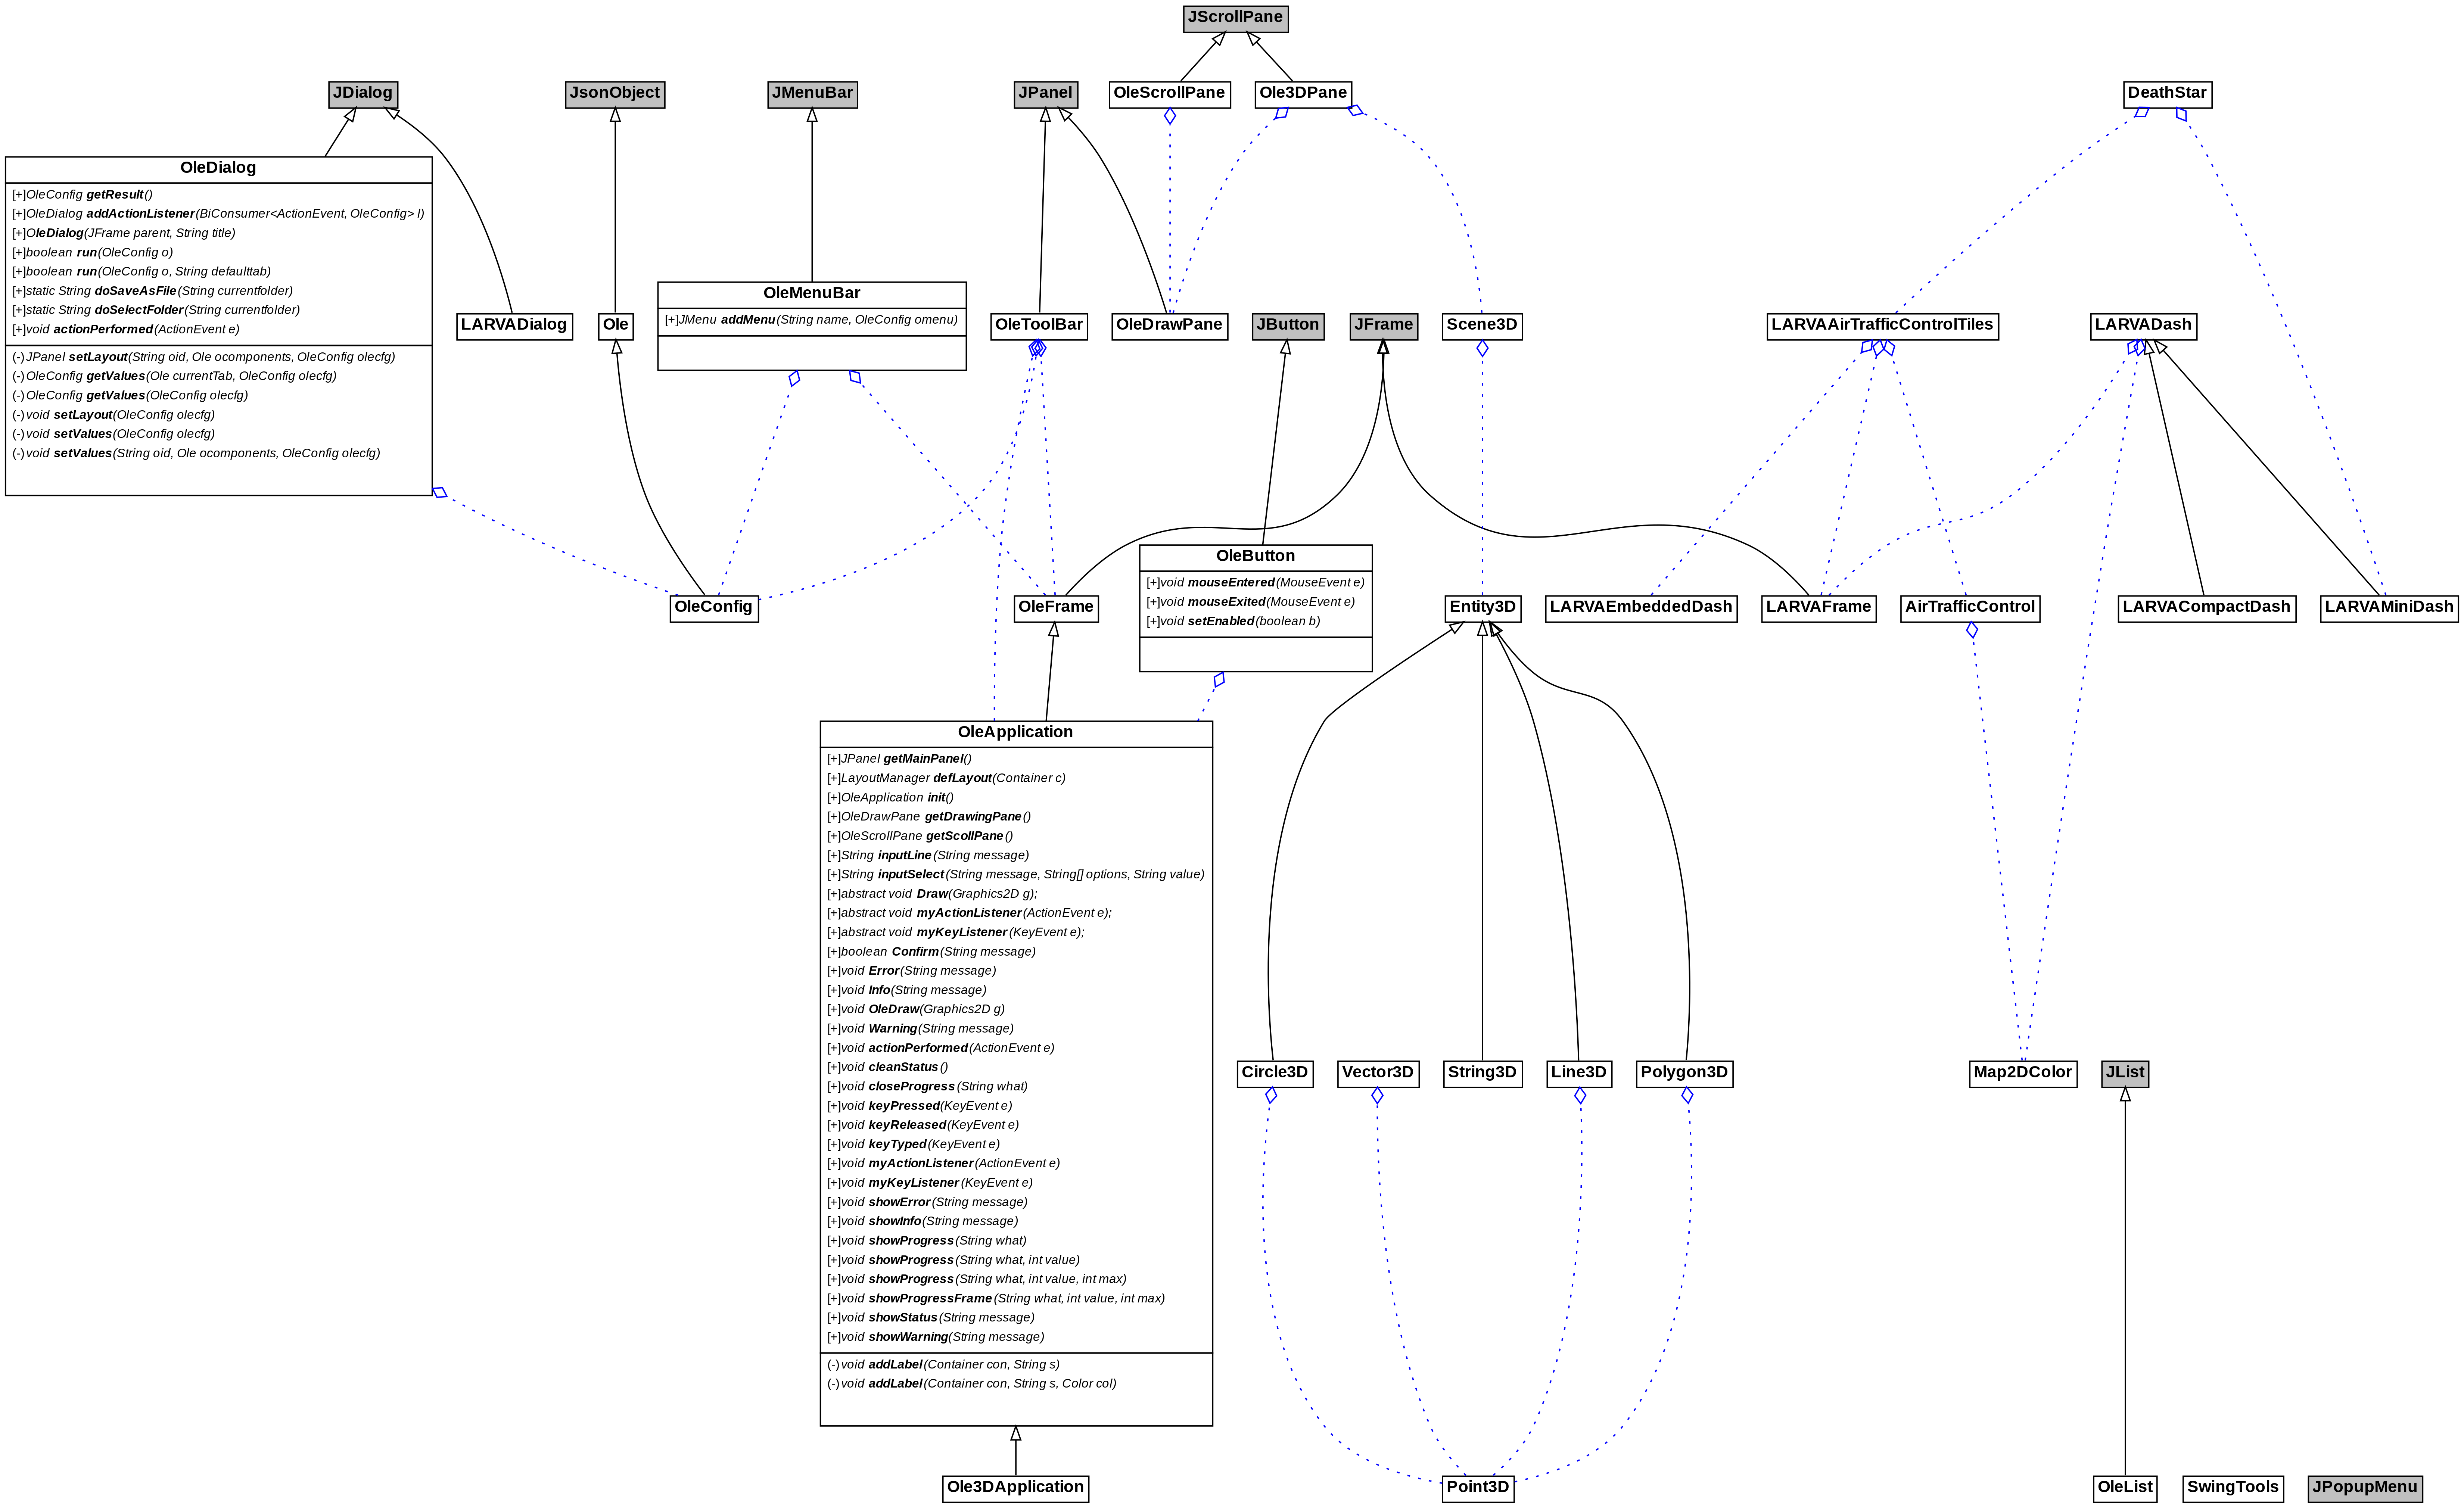 JScrollPane
JDialog
JsonObject
JMenuBar
JPanel
OleScrollPane
Ole3DPane
DeathStar
OleDialog
[+]OleConfig getResult()
[+]OleDialog addActionListener(BiConsumer<ActionEvent, OleConfig> l)
[+]OleDialog(JFrame parent, String title)
[+]boolean run(OleConfig o)
[+]boolean run(OleConfig o, String defaulttab)
[+]static String doSaveAsFile(String currentfolder)
[+]static String doSelectFolder(String currentfolder)
[+]void actionPerformed(ActionEvent e)
(-)JPanel setLayout(String oid, Ole ocomponents, OleConfig olecfg)
(-)OleConfig getValues(Ole currentTab, OleConfig olecfg)
(-)OleConfig getValues(OleConfig olecfg)
(-)void setLayout(OleConfig olecfg)
(-)void setValues(OleConfig olecfg)
(-)void setValues(String oid, Ole ocomponents, OleConfig olecfg)
LARVADialog
Ole
OleMenuBar
[+]JMenu addMenu(String name, OleConfig omenu)
OleToolBar
OleDrawPane
JButton
JFrame
Scene3D
LARVAAirTrafficControlTiles
LARVADash
OleConfig
OleFrame
OleButton
[+]void mouseEntered(MouseEvent e)
[+]void mouseExited(MouseEvent e)
[+]void setEnabled(boolean b)
Entity3D
LARVAEmbeddedDash
LARVAFrame
AirTrafficControl
LARVACompactDash
LARVAMiniDash
OleApplication
[+]JPanel getMainPanel()
[+]LayoutManager defLayout(Container c)
[+]OleApplication init()
[+]OleDrawPane getDrawingPane()
[+]OleScrollPane getScollPane()
[+]String inputLine(String message)
[+]String inputSelect(String message, String[] options, String value)
[+]abstract void Draw(Graphics2D g);
[+]abstract void myActionListener(ActionEvent e);
[+]abstract void myKeyListener(KeyEvent e);
[+]boolean Confirm(String message)
[+]void Error(String message)
[+]void Info(String message)
[+]void OleDraw(Graphics2D g)
[+]void Warning(String message)
[+]void actionPerformed(ActionEvent e)
[+]void cleanStatus()
[+]void closeProgress(String what)
[+]void keyPressed(KeyEvent e)
[+]void keyReleased(KeyEvent e)
[+]void keyTyped(KeyEvent e)
[+]void myActionListener(ActionEvent e)
[+]void myKeyListener(KeyEvent e)
[+]void showError(String message)
[+]void showInfo(String message)
[+]void showProgress(String what)
[+]void showProgress(String what, int value)
[+]void showProgress(String what, int value, int max)
[+]void showProgressFrame(String what, int value, int max)
[+]void showStatus(String message)
[+]void showWarning(String message)
(-)void addLabel(Container con, String s)
(-)void addLabel(Container con, String s, Color col)
Circle3D
Vector3D
String3D
Line3D
Polygon3D
Map2DColor
JList
Ole3DApplication
Point3D
OleList
SwingTools
JPopupMenu